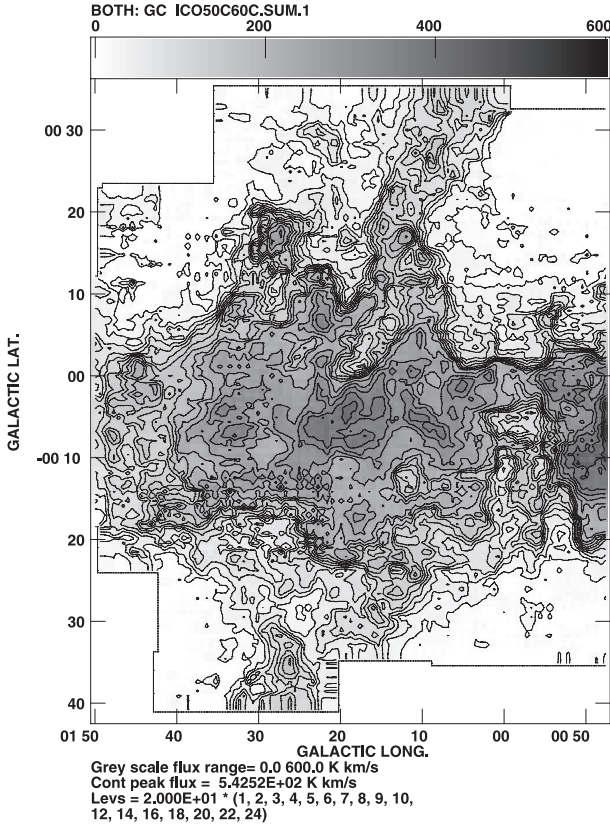 BOTH: GC ICO50C60C.SUM.1
0 200 400 600
00 30
20
10
00
-00 10
20
30
40
GALACTIC LAT.
01 50 40 30 20 10 00 00 50
GALACTIC LONG.
Grey scale flux range= 0.0 600.0 K km/s
Cont peak flux = 5.4252E+02 K km/s
Levs = 2.000E+01 * (1, 2, 3, 4, 5, 6, 7, 8, 9, 10,
12, 14, 16, 18, 20, 22, 24)